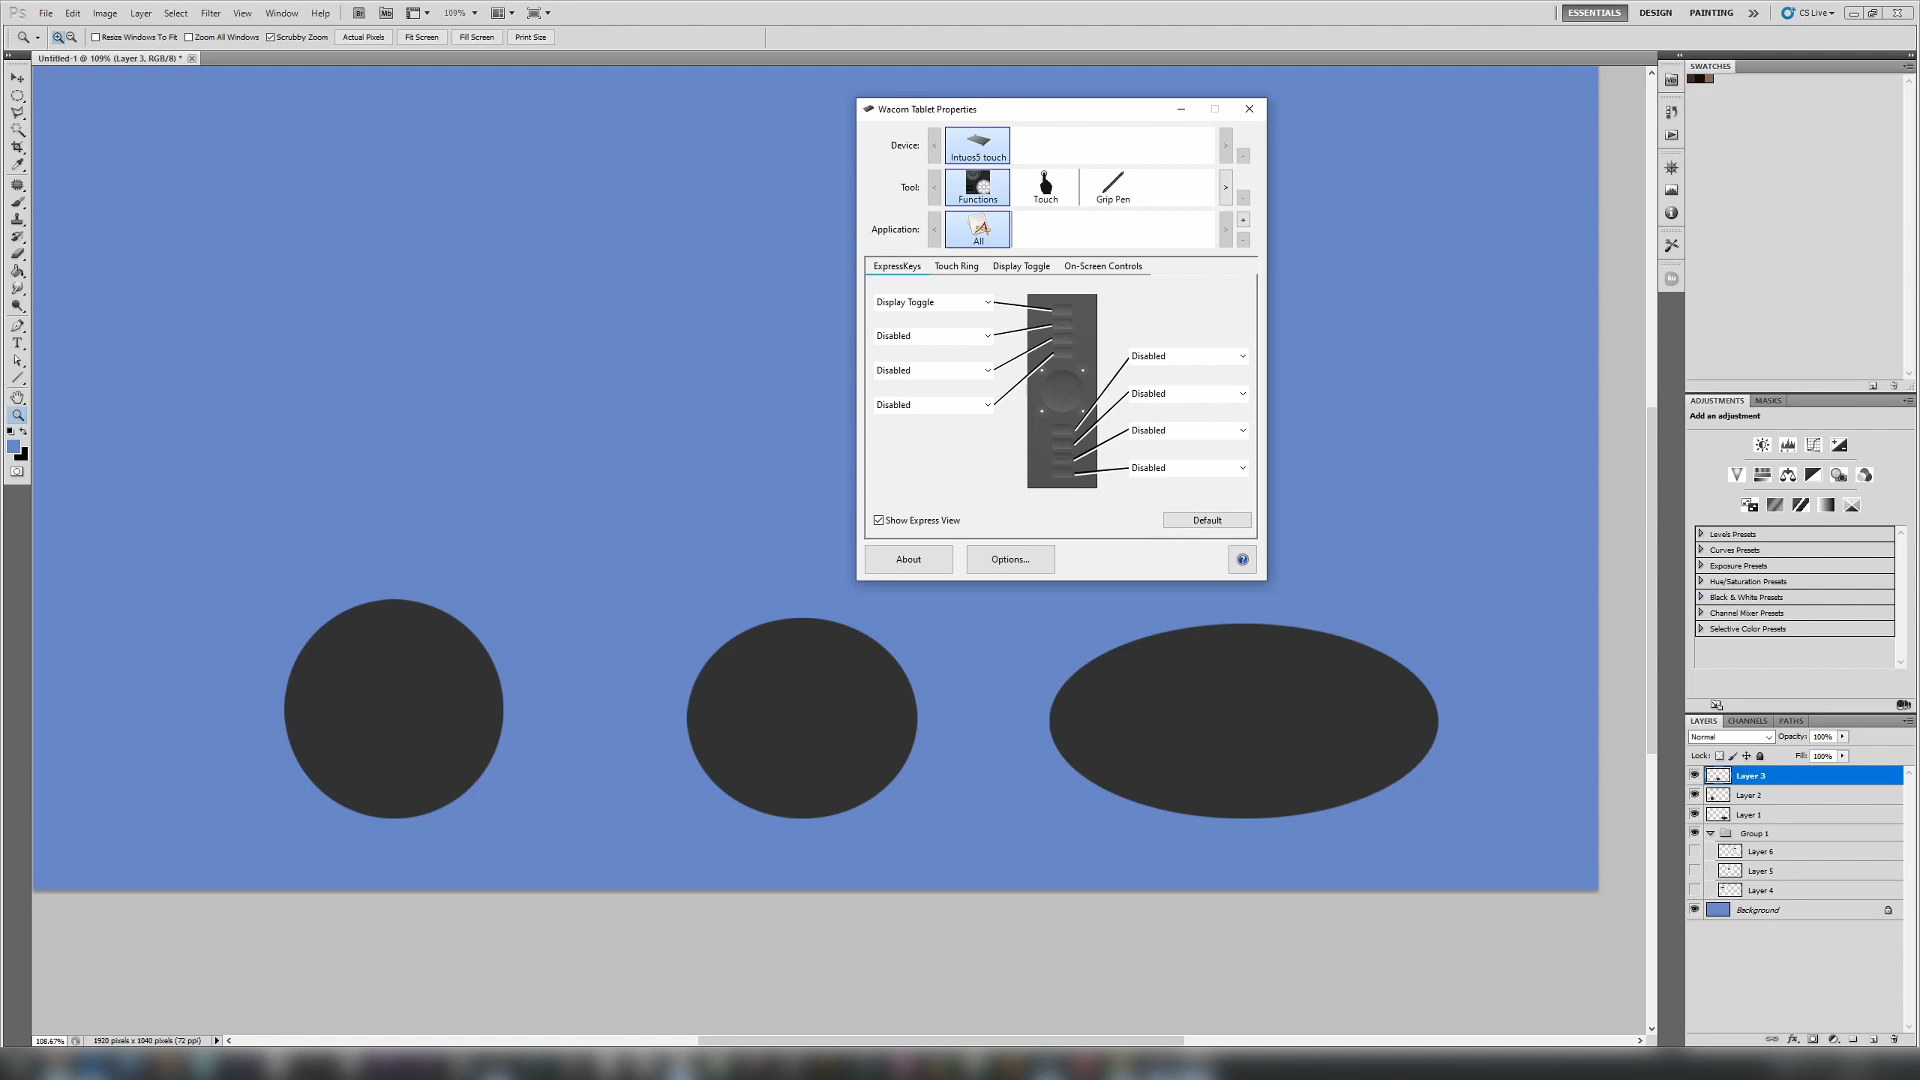 Ps File Edit Image Layer Select Filter View Window Help Br Mb 109% ESSENTIALS DESIGN PAINTING CS Live
Resize Windows To Fit Zoom All Windows Scrubby Zoom Actual Pixels Fit Screen Fill Screen Print Size
Untitled-1 @ 109% (Layer 3, RGB/8) *
Wacom Tablet Properties
Device:
Intuos5 touch
Tool:
Functions Touch Grip Pen
Application:
All
ExpressKeys Touch Ring Display Toggle On-Screen Controls
Display Toggle
Disabled
Disabled
Disabled
Disabled
Disabled
Disabled
Disabled
Show Express View Default
About Options...
SWATCHES
ADJUSTMENTS MASKS
Add an adjustment
Levels Presets
Curves Presets
Exposure Presets
Hue/Saturation Presets
Black & White Presets
Channel Mixer Presets
Selective Color Presets
LAYERS CHANNELS PATHS
Normal Opacity: 100%
Lock: Fill: 100%
Layer 3
Layer 2
Layer 1
Group 1
Layer 6
Layer 5
Layer 4
Background
108.67% 1920 pixels x 1040 pixels (72 ppi)